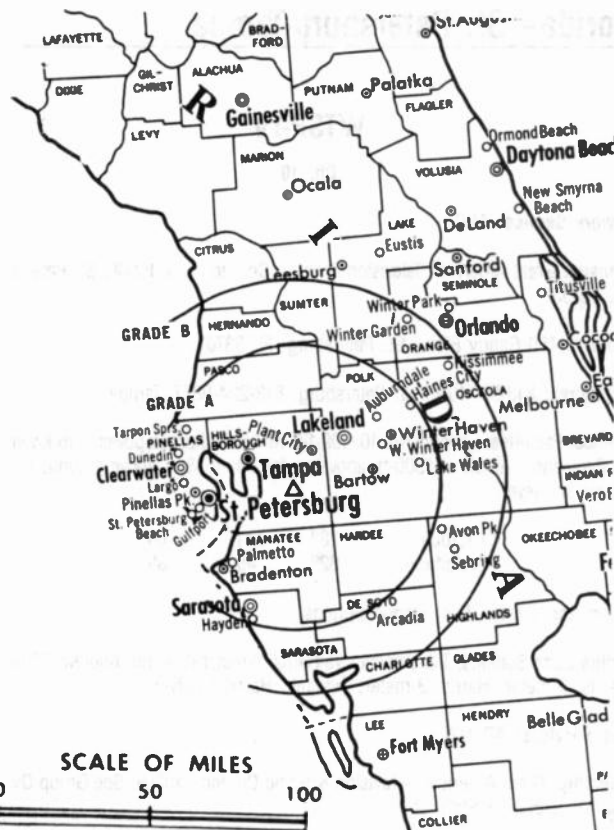 St. Augu
LAFAYETTE
BRAD-
FORD
GIL-
CHRIST
ALACHUA
DIXIE
PUTNAM
Palatka
R
Gainesville
FLAGLER
LEVY
Ormond Beach
MARION
Daytona Beac
VOLUSIA
Ocala
New Smyrna
Beach
LAKE
DeLand
I
Eustis
CITRUS
Leesburg
Sanford
SEMINOLE
SUMTER
Titusville
Winter Park
HERNANDO
Orlando
GRADE B
Winter Garden
ORANGE
Coco
PASCO
Kissimmee
POLK
Auburndale
Haines City
OSCEOLA
D
Melbourne
GRADE A
Tarpon Sprs.
HILLS-
BOROUGH
Plant City
Lakeland
PINELLAS
Winter Haven
BREVARD
Dunedin
W. Winter Haven
Clearwater
Tampa
Lake Wales
Largo
Bartow
INDIAN R
Pinellas Pk.
St. Petersburg
Vero B
St. Petersburg
Beach
Gulfport
MANATEE
HARDEE
Avon Pk
OKEECHOBEE
Palmetto
Sebring
Bradenton
A
DE SOTO
Sarasota
Arcadia
HIGHLANDS
Hayden
SARASOTA
CHARLOTTE
GLADES
HENDRY
Belle Glad
LEE
Fort Myers
SCALE OF MILES
0 50 100
COLLIER